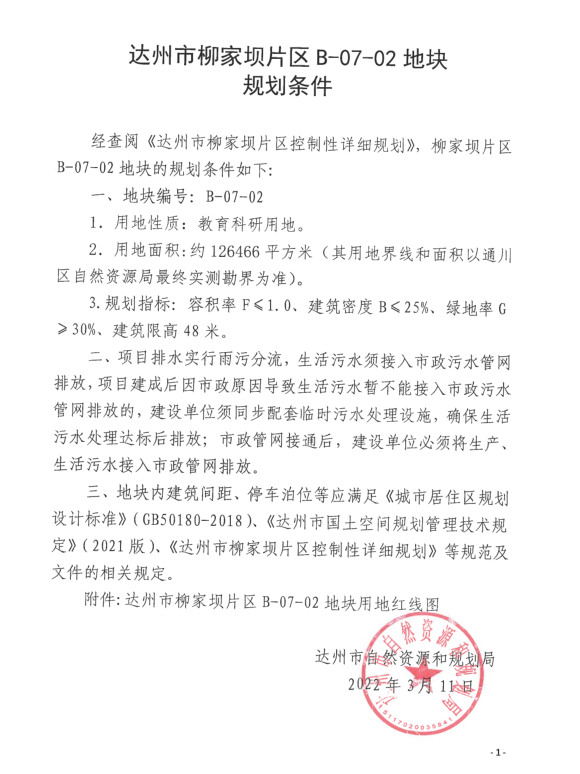 达州市柳家坝片区 B-07-02 地块
规划条件
经查阅《达州市柳家坝片区控制性详细规划》，柳家坝片区
B-07-02 地块的规划条件如下：
一、地块编号：B-07-02
1. 用地性质：教育科研用地。
2. 用地面积：约 126466 平方米（其用地界线和面积以通川
区自然资源局最终实测勘界为准）。
3. 规划指标：容积率 F≤1.0、建筑密度 B≤25%、绿地率 G
≥30%、建筑限高 48 米。
二、项目排水实行雨污分流，生活污水须接入市政污水管网
排放，项目建成后因市政原因导致生活污水暂不能接入市政污水
管网排放的，建设单位须同步配套临时污水处理设施，确保生活
污水处理达标后排放；市政管网接通后，建设单位必须将生产、
生活污水接入市政管网排放。
三、地块内建筑间距、停车泊位等应满足《城市居住区规划
设计标准》（GB50180-2018）、《达州市国土空间规划管理技术规
定》（2021 版）、《达州市柳家坝片区控制性详细规划》等规范及
文件的相关规定。
附件：达州市柳家坝片区 B-07-02 地块用地红线图
达州市自然资源和规划局
2022 年 3 月 11 日
达州市自然资源和规划局
5117020035841
- 1 -